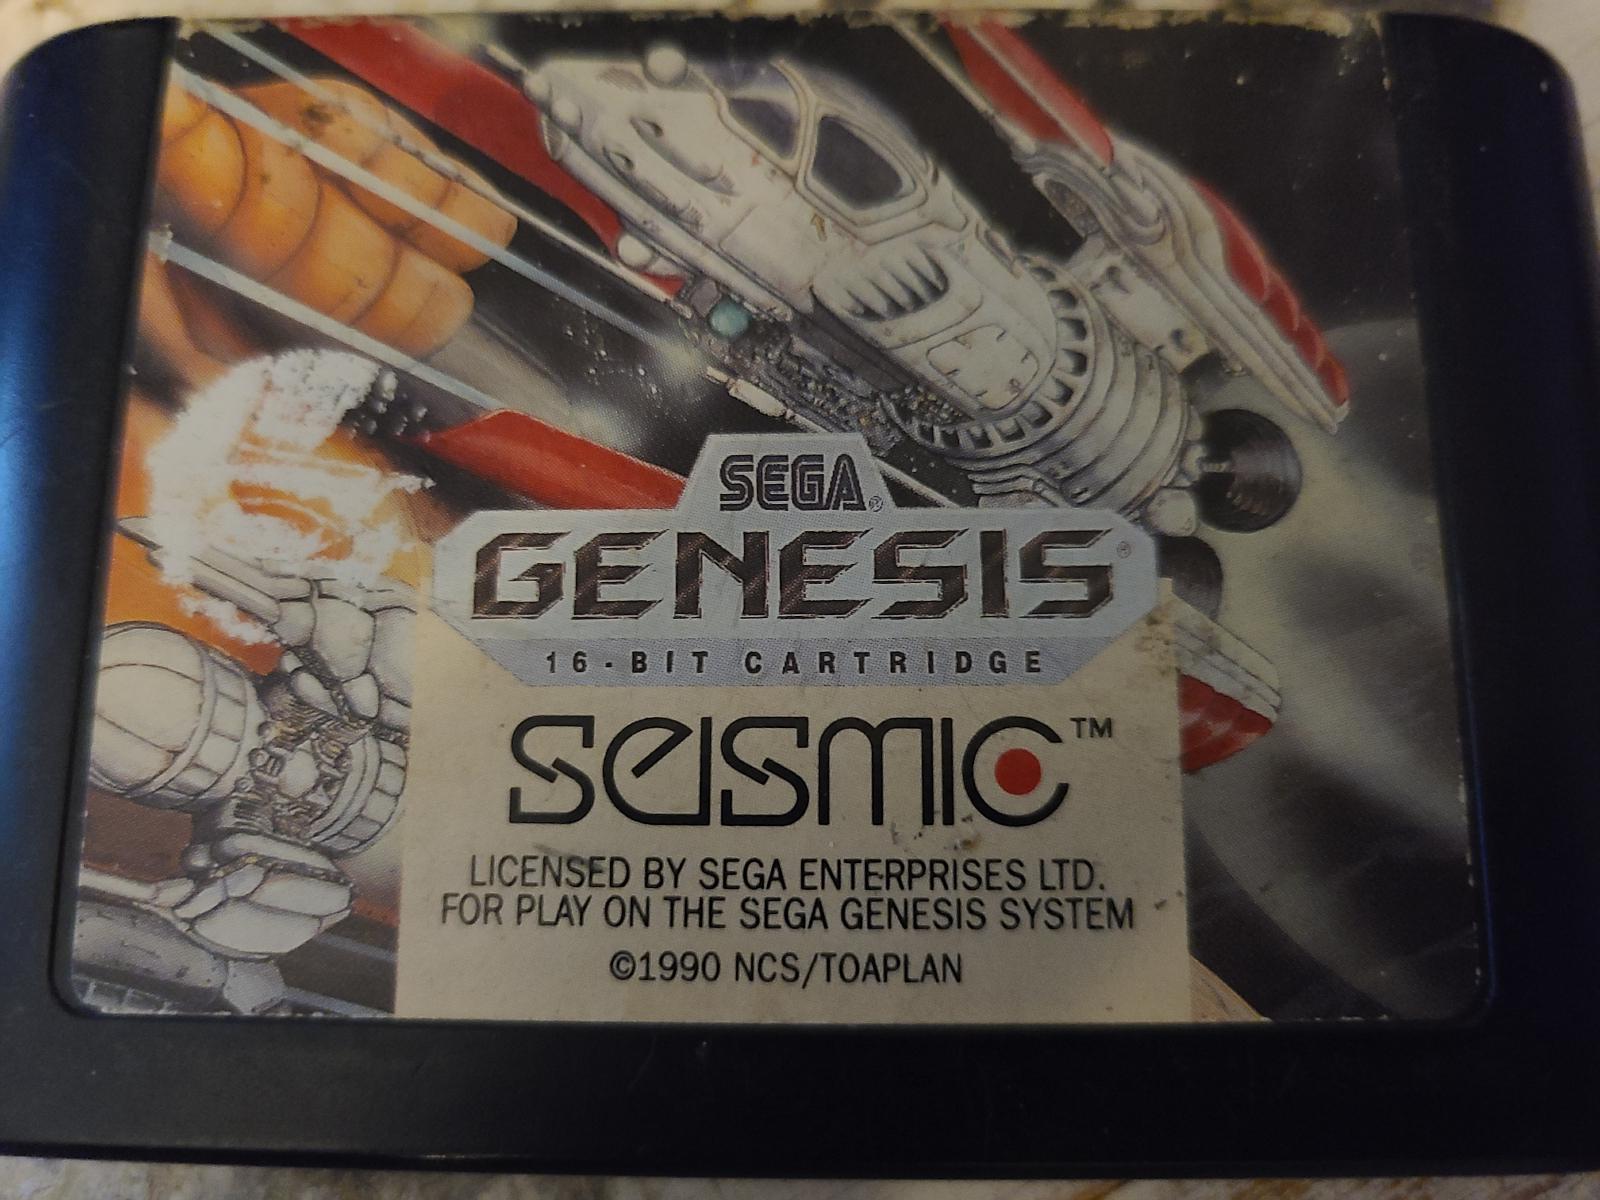 SEGA®
GENESIS®
16-BIT CARTRIDGE
SEISMIC™
LICENSED BY SEGA ENTERPRISES LTD.
FOR PLAY ON THE SEGA GENESIS SYSTEM
©1990 NCS/TOAPLAN